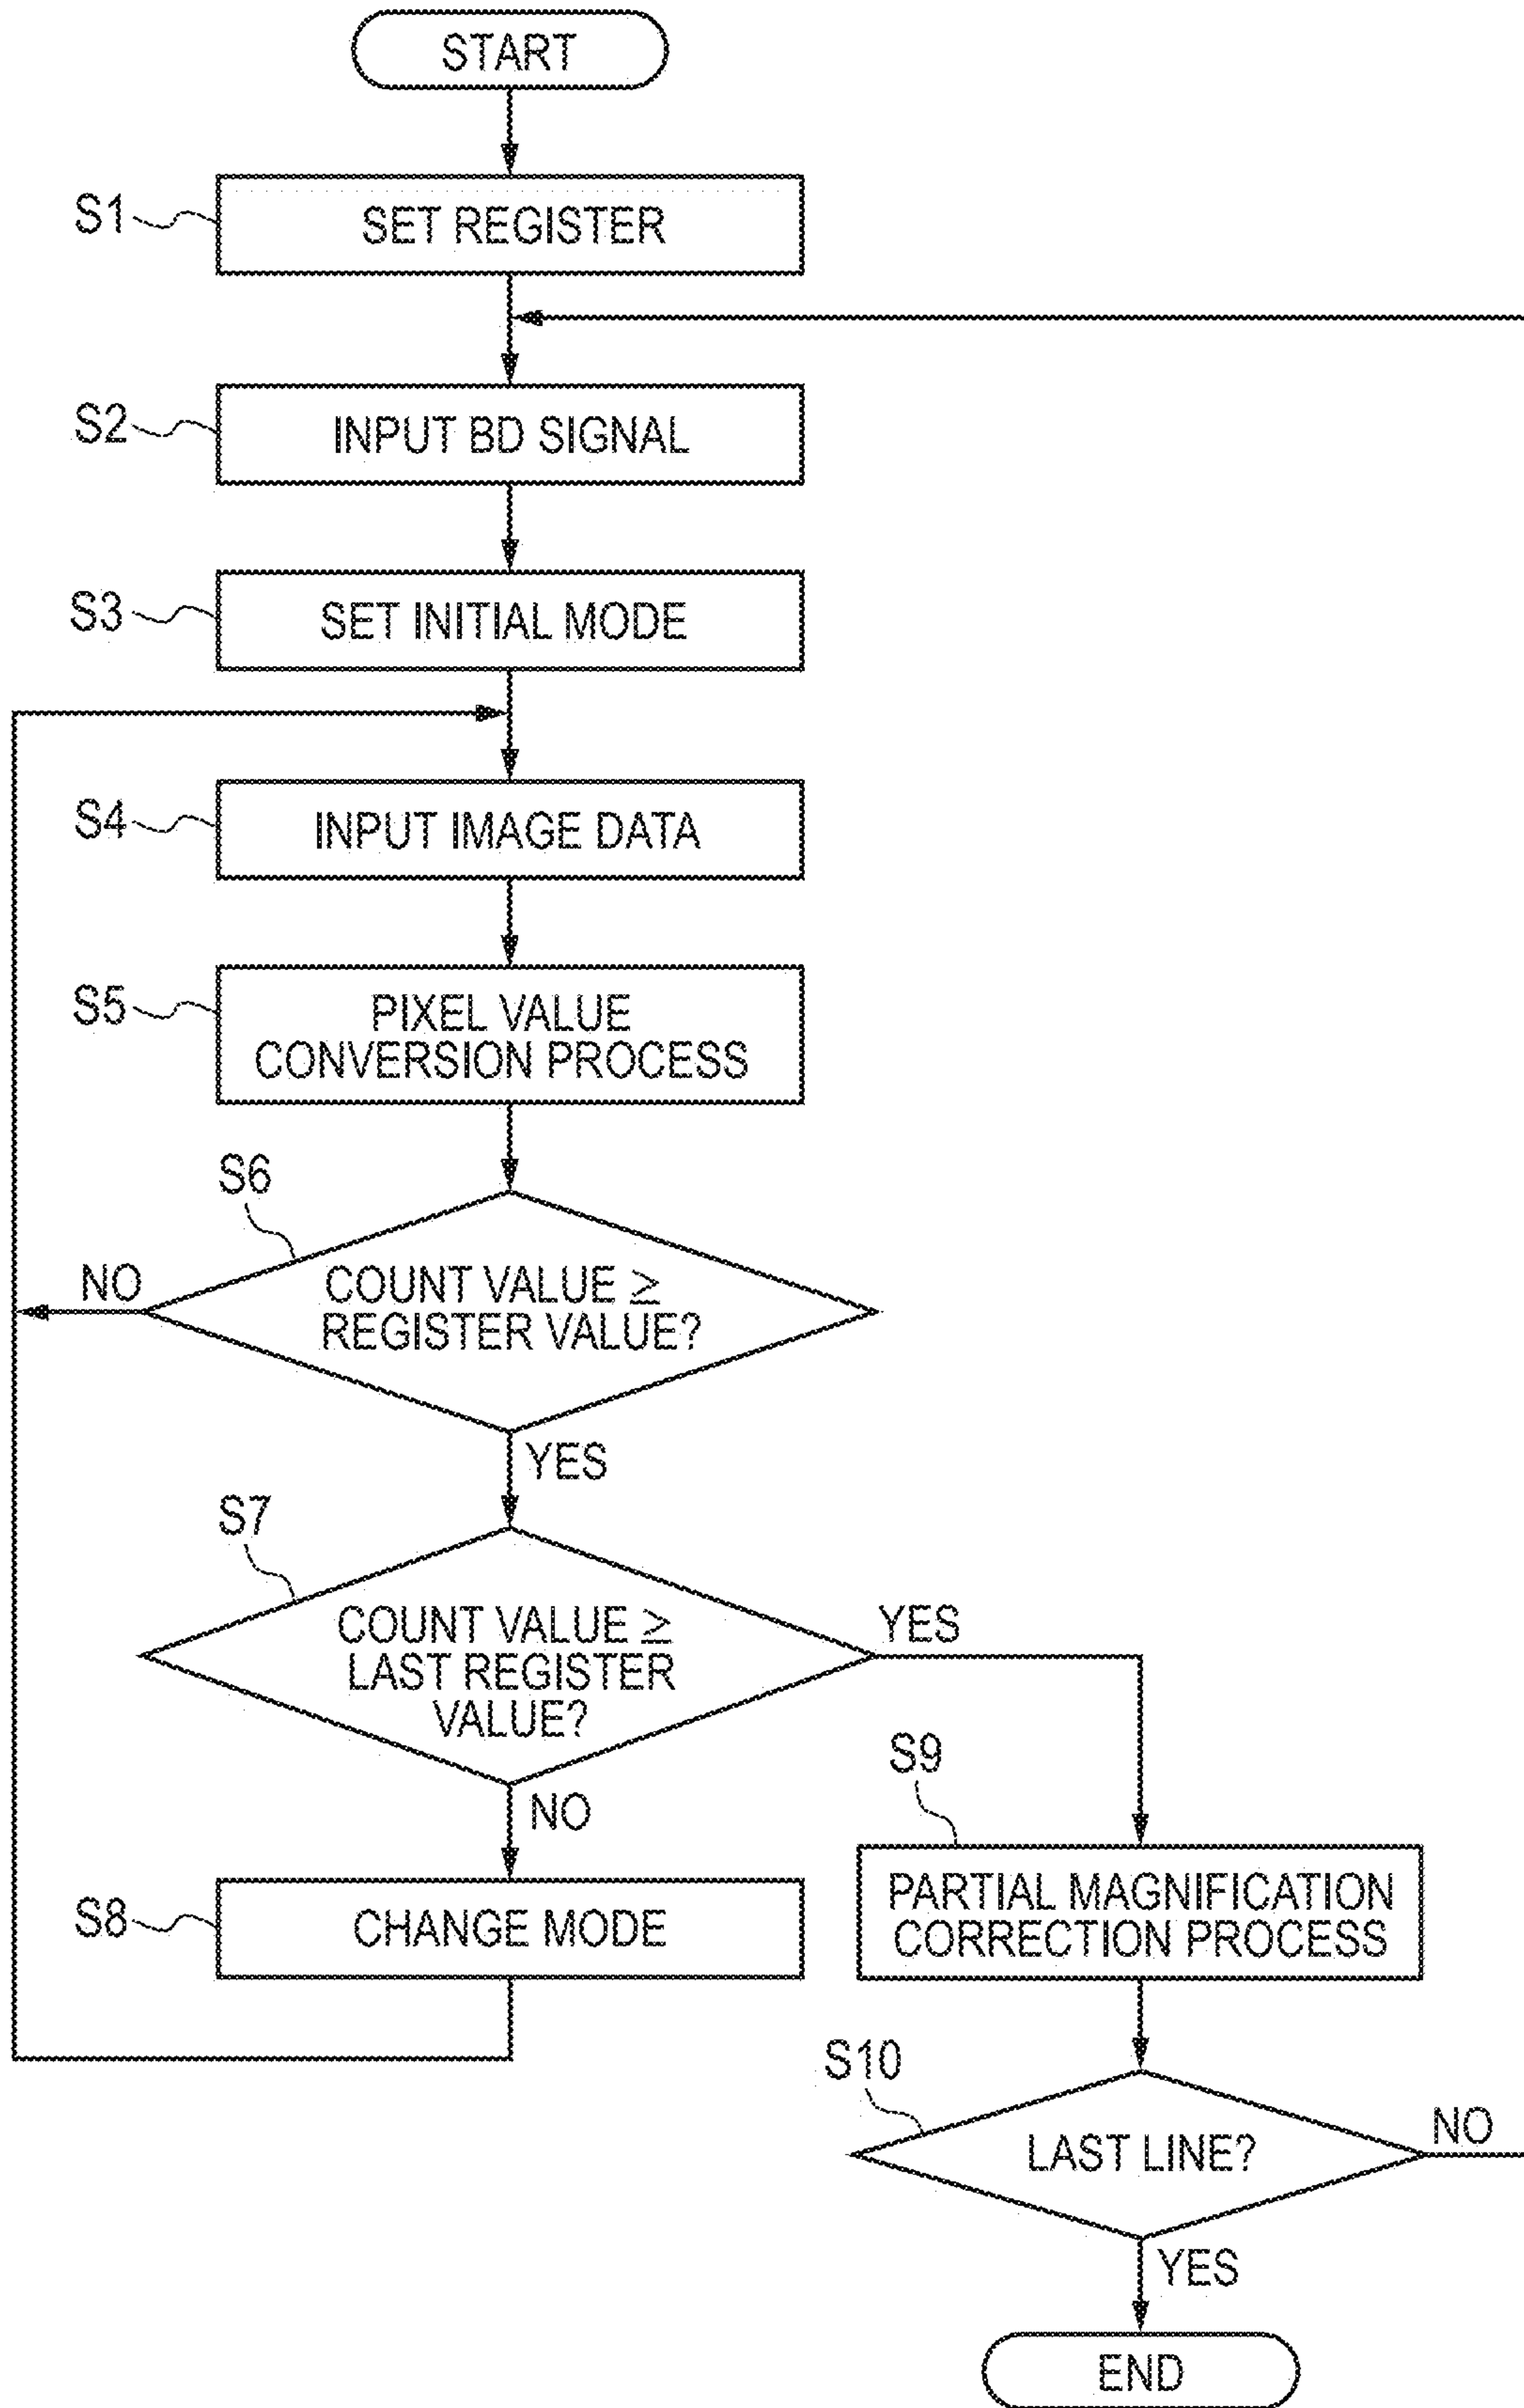 START
S1
SET REGISTER
S2
INPUT BD SIGNAL
S3
SET INITIAL MODE
S4
INPUT IMAGE DATA
S5
PIXEL VALUE
CONVERSION PROCESS
S6
NO
COUNT VALUE ≥
REGISTER VALUE?
YES
S7
COUNT VALUE ≥
LAST REGISTER
VALUE?
YES
NO
S8
CHANGE MODE
S9
PARTIAL MAGNIFICATION
CORRECTION PROCESS
S10
LAST LINE?
NO
YES
END